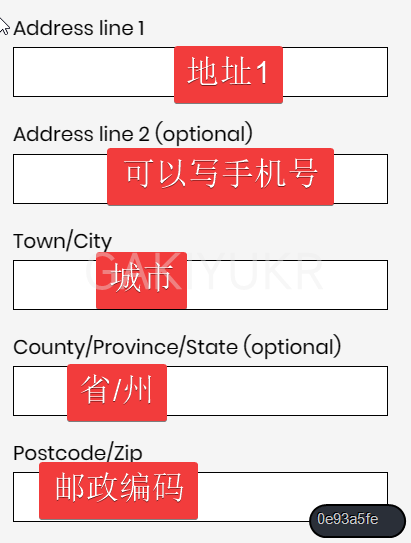 Address line 1
地址1
Address line 2 (optional)
可以写手机号
Town/City
城市
GAKIYUKR
County/Province/State (optional)
省/州
Postcode/Zip
邮政编码
0e93a5fe